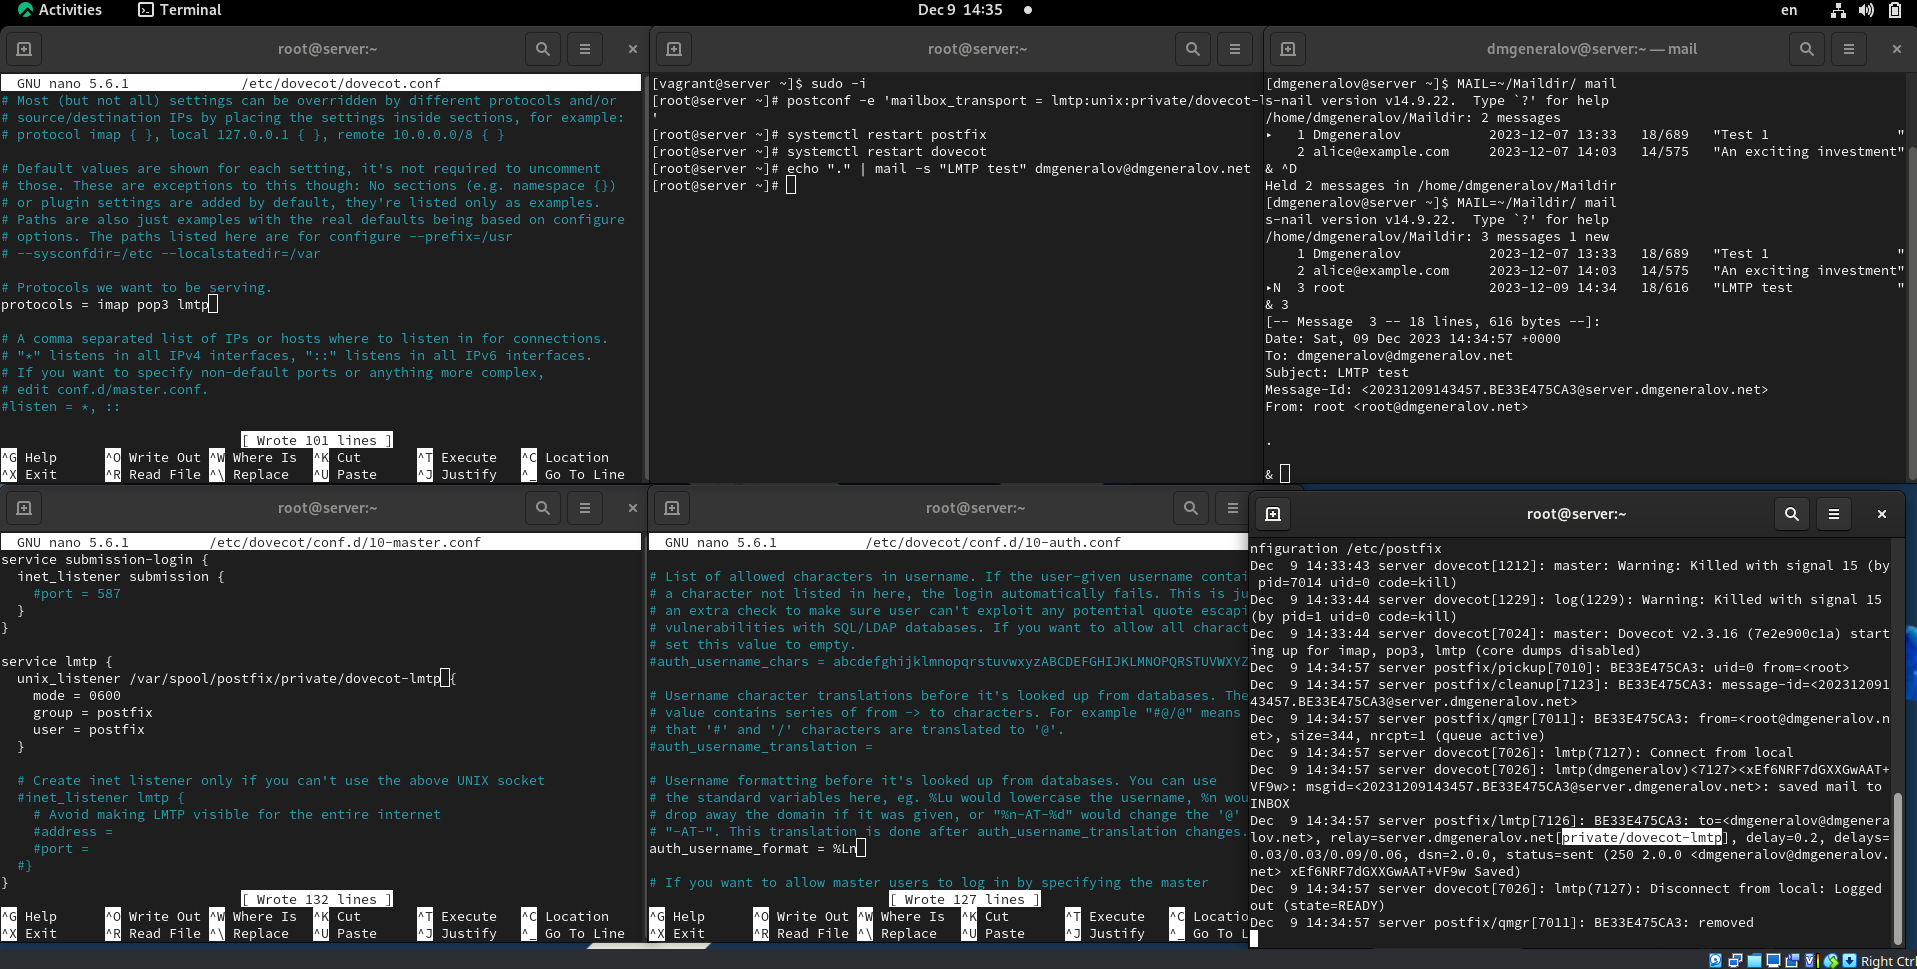 Activities
Terminal
Dec 9 14:35
en
root@server:~
GNU nano 5.6.1 /etc/dovecot/dovecot.conf
# Most (but not all) settings can be overridden by different protocols and/or
# source/destination IPs by placing the settings inside sections, for example:
# protocol imap { }, local 127.0.0.1 { }, remote 10.0.0.0/8 { }
# Default values are shown for each setting, it's not required to uncomment
# those. These are exceptions to this though: No sections (e.g. namespace {})
# or plugin settings are added by default, they're listed only as examples.
# Paths are also just examples with the real defaults being based on configure
# options. The paths listed here are for configure --prefix=/usr
# --sysconfdir=/etc --localstatedir=/var
# Protocols we want to be serving.
protocols = imap pop3 lmtp
# A comma separated list of IPs or hosts where to listen in for connections.
# "*" listens in all IPv4 interfaces, "::" listens in all IPv6 interfaces.
# If you want to specify non-default ports or anything more complex,
# edit conf.d/master.conf.
#listen = *, ::
[ Wrote 101 lines ]
^G Help ^O Write Out ^W Where Is ^K Cut ^T Execute ^C Location
^X Exit ^R Read File ^\ Replace ^U Paste ^J Justify ^_ Go To Line
root@server:~
[vagrant@server ~]$ sudo -i
[root@server ~]# postconf -e 'mailbox_transport = lmtp:unix:private/dovecot-l
'
[root@server ~]# systemctl restart postfix
[root@server ~]# systemctl restart dovecot
[root@server ~]# echo "." | mail -s "LMTP test" dmgeneralov@dmgeneralov.net
[root@server ~]#
dmgeneralov@server:~ — mail
[dmgeneralov@server ~]$ MAIL=~/Maildir/ mail
s-nail version v14.9.22. Type `?' for help
/home/dmgeneralov/Maildir: 2 messages
▸ 1 Dmgeneralov 2023-12-07 13:33 18/689 "Test 1 "
2 alice@example.com 2023-12-07 14:03 14/575 "An exciting investment"
& ^D
Held 2 messages in /home/dmgeneralov/Maildir
[dmgeneralov@server ~]$ MAIL=~/Maildir/ mail
s-nail version v14.9.22. Type `?' for help
/home/dmgeneralov/Maildir: 3 messages 1 new
1 Dmgeneralov 2023-12-07 13:33 18/689 "Test 1 "
2 alice@example.com 2023-12-07 14:03 14/575 "An exciting investment"
▸N 3 root 2023-12-09 14:34 18/616 "LMTP test "
& 3
[-- Message 3 -- 18 lines, 616 bytes --]:
Date: Sat, 09 Dec 2023 14:34:57 +0000
To: dmgeneralov@dmgeneralov.net
Subject: LMTP test
Message-Id: <20231209143457.BE33E475CA3@server.dmgeneralov.net>
From: root <root@dmgeneralov.net>
.
&
root@server:~
GNU nano 5.6.1 /etc/dovecot/conf.d/10-master.conf
service submission-login {
inet_listener submission {
#port = 587
}
}
service lmtp {
unix_listener /var/spool/postfix/private/dovecot-lmtp {
mode = 0600
group = postfix
user = postfix
}
# Create inet listener only if you can't use the above UNIX socket
#inet_listener lmtp {
# Avoid making LMTP visible for the entire internet
#address =
#port =
#}
}
[ Wrote 132 lines ]
^G Help ^O Write Out ^W Where Is ^K Cut ^T Execute ^C Location
^X Exit ^R Read File ^\ Replace ^U Paste ^J Justify ^_ Go To Line
root@server:~
GNU nano 5.6.1 /etc/dovecot/conf.d/10-auth.conf
# List of allowed characters in username. If the user-given username contai
# a character not listed in here, the login automatically fails. This is ju
# an extra check to make sure user can't exploit any potential quote escapi
# vulnerabilities with SQL/LDAP databases. If you want to allow all charact
# set this value to empty.
#auth_username_chars = abcdefghijklmnopqrstuvwxyzABCDEFGHIJKLMNOPQRSTUVWXYZ
# Username character translations before it's looked up from databases. The
# value contains series of from -> to characters. For example "#@/@" means
# that '#' and '/' characters are translated to '@'.
#auth_username_translation =
# Username formatting before it's looked up from databases. You can use
# the standard variables here, eg. %Lu would lowercase the username, %n wou
# drop away the domain if it was given, or "%n-AT-%d" would change the '@'
# "-AT-". This translation is done after auth_username_translation changes.
auth_username_format = %Ln
# If you want to allow master users to log in by specifying the master
[ Wrote 127 lines ]
^G Help ^O Write Out ^W Where Is ^K Cut ^T Execute ^C Locatio
^X Exit ^R Read File ^\ Replace ^U Paste ^J Justify ^_ Go To L
root@server:~
nfiguration /etc/postfix
Dec 9 14:33:43 server dovecot[1212]: master: Warning: Killed with signal 15 (by
pid=7014 uid=0 code=kill)
Dec 9 14:33:44 server dovecot[1229]: log(1229): Warning: Killed with signal 15
(by pid=1 uid=0 code=kill)
Dec 9 14:33:44 server dovecot[7024]: master: Dovecot v2.3.16 (7e2e900c1a) start
ing up for imap, pop3, lmtp (core dumps disabled)
Dec 9 14:34:57 server postfix/pickup[7010]: BE33E475CA3: uid=0 from=<root>
Dec 9 14:34:57 server postfix/cleanup[7123]: BE33E475CA3: message-id=<202312091
43457.BE33E475CA3@server.dmgeneralov.net>
Dec 9 14:34:57 server postfix/qmgr[7011]: BE33E475CA3: from=<root@dmgeneralov.n
et>, size=344, nrcpt=1 (queue active)
Dec 9 14:34:57 server dovecot[7026]: lmtp(7127): Connect from local
Dec 9 14:34:57 server dovecot[7026]: lmtp(dmgeneralov)<7127><xEf6NRF7dGXXGwAAT+
VF9w>: msgid=<20231209143457.BE33E475CA3@server.dmgeneralov.net>: saved mail to
INBOX
Dec 9 14:34:57 server postfix/lmtp[7126]: BE33E475CA3: to=<dmgeneralov@dmgenera
lov.net>, relay=server.dmgeneralov.net[private/dovecot-lmtp], delay=0.2, delays=
0.03/0.03/0.09/0.06, dsn=2.0.0, status=sent (250 2.0.0 <dmgeneralov@dmgeneralov.
net> xEf6NRF7dGXXGwAAT+VF9w Saved)
Dec 9 14:34:57 server dovecot[7026]: lmtp(7127): Disconnect from local: Logged
out (state=READY)
Dec 9 14:34:57 server postfix/qmgr[7011]: BE33E475CA3: removed
Right Ctrl